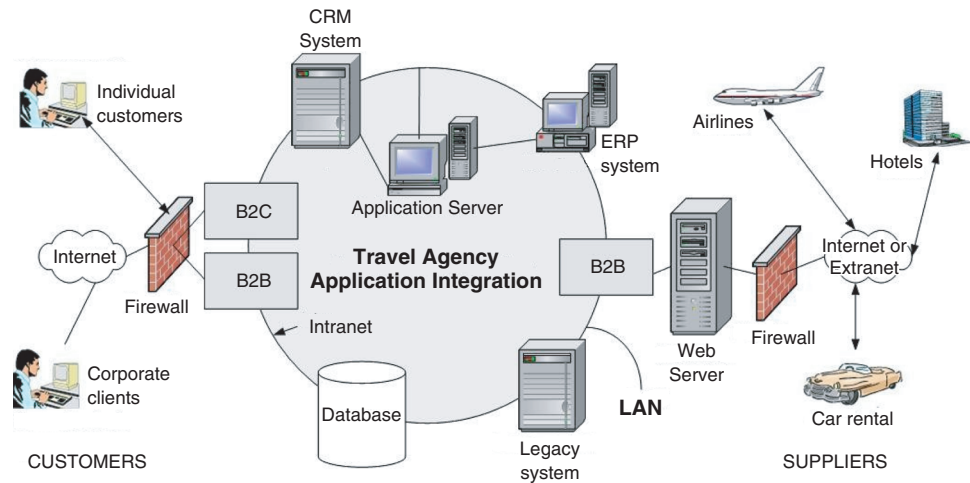 CRM
System
Individual
customers
Airlines
ERP
system
Hotels
Application Server
B2C
Internet
Travel Agency
Application Integration
B2B
B2B
Internet or
Extranet
Firewall
Intranet
Firewall
Web
Server
Corporate
clients
Database
LAN
Car rental
Legacy
system
CUSTOMERS
SUPPLIERS